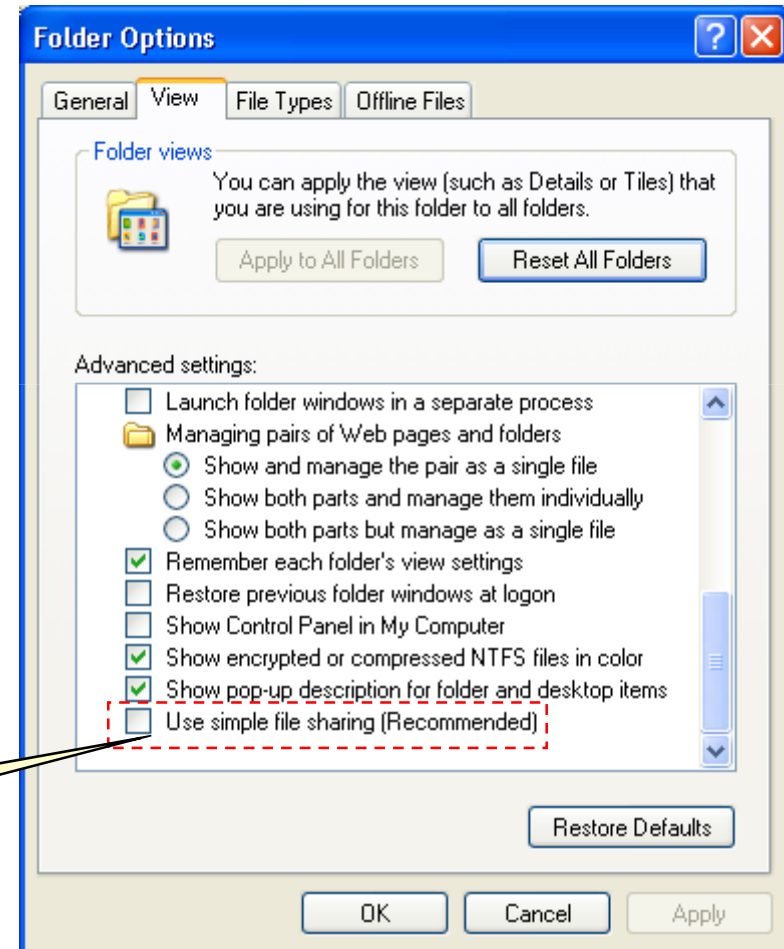 Folder Options
General View File Types Offline Files
Folder views
You can apply the view (such as Details or Tiles) that
you are using for this folder to all folders.
Apply to All Folders Reset All Folders
Advanced settings:
Launch folder windows in a separate process
Managing pairs of Web pages and folders
Show and manage the pair as a single file
Show both parts and manage them individually
Show both parts but manage as a single file
Remember each folder's view settings
Restore previous folder windows at logon
Show Control Panel in My Computer
Show encrypted or compressed NTFS files in color
Show pop-up description for folder and desktop items
Use simple file sharing (Recommended)
Restore Defaults
OK Cancel Apply